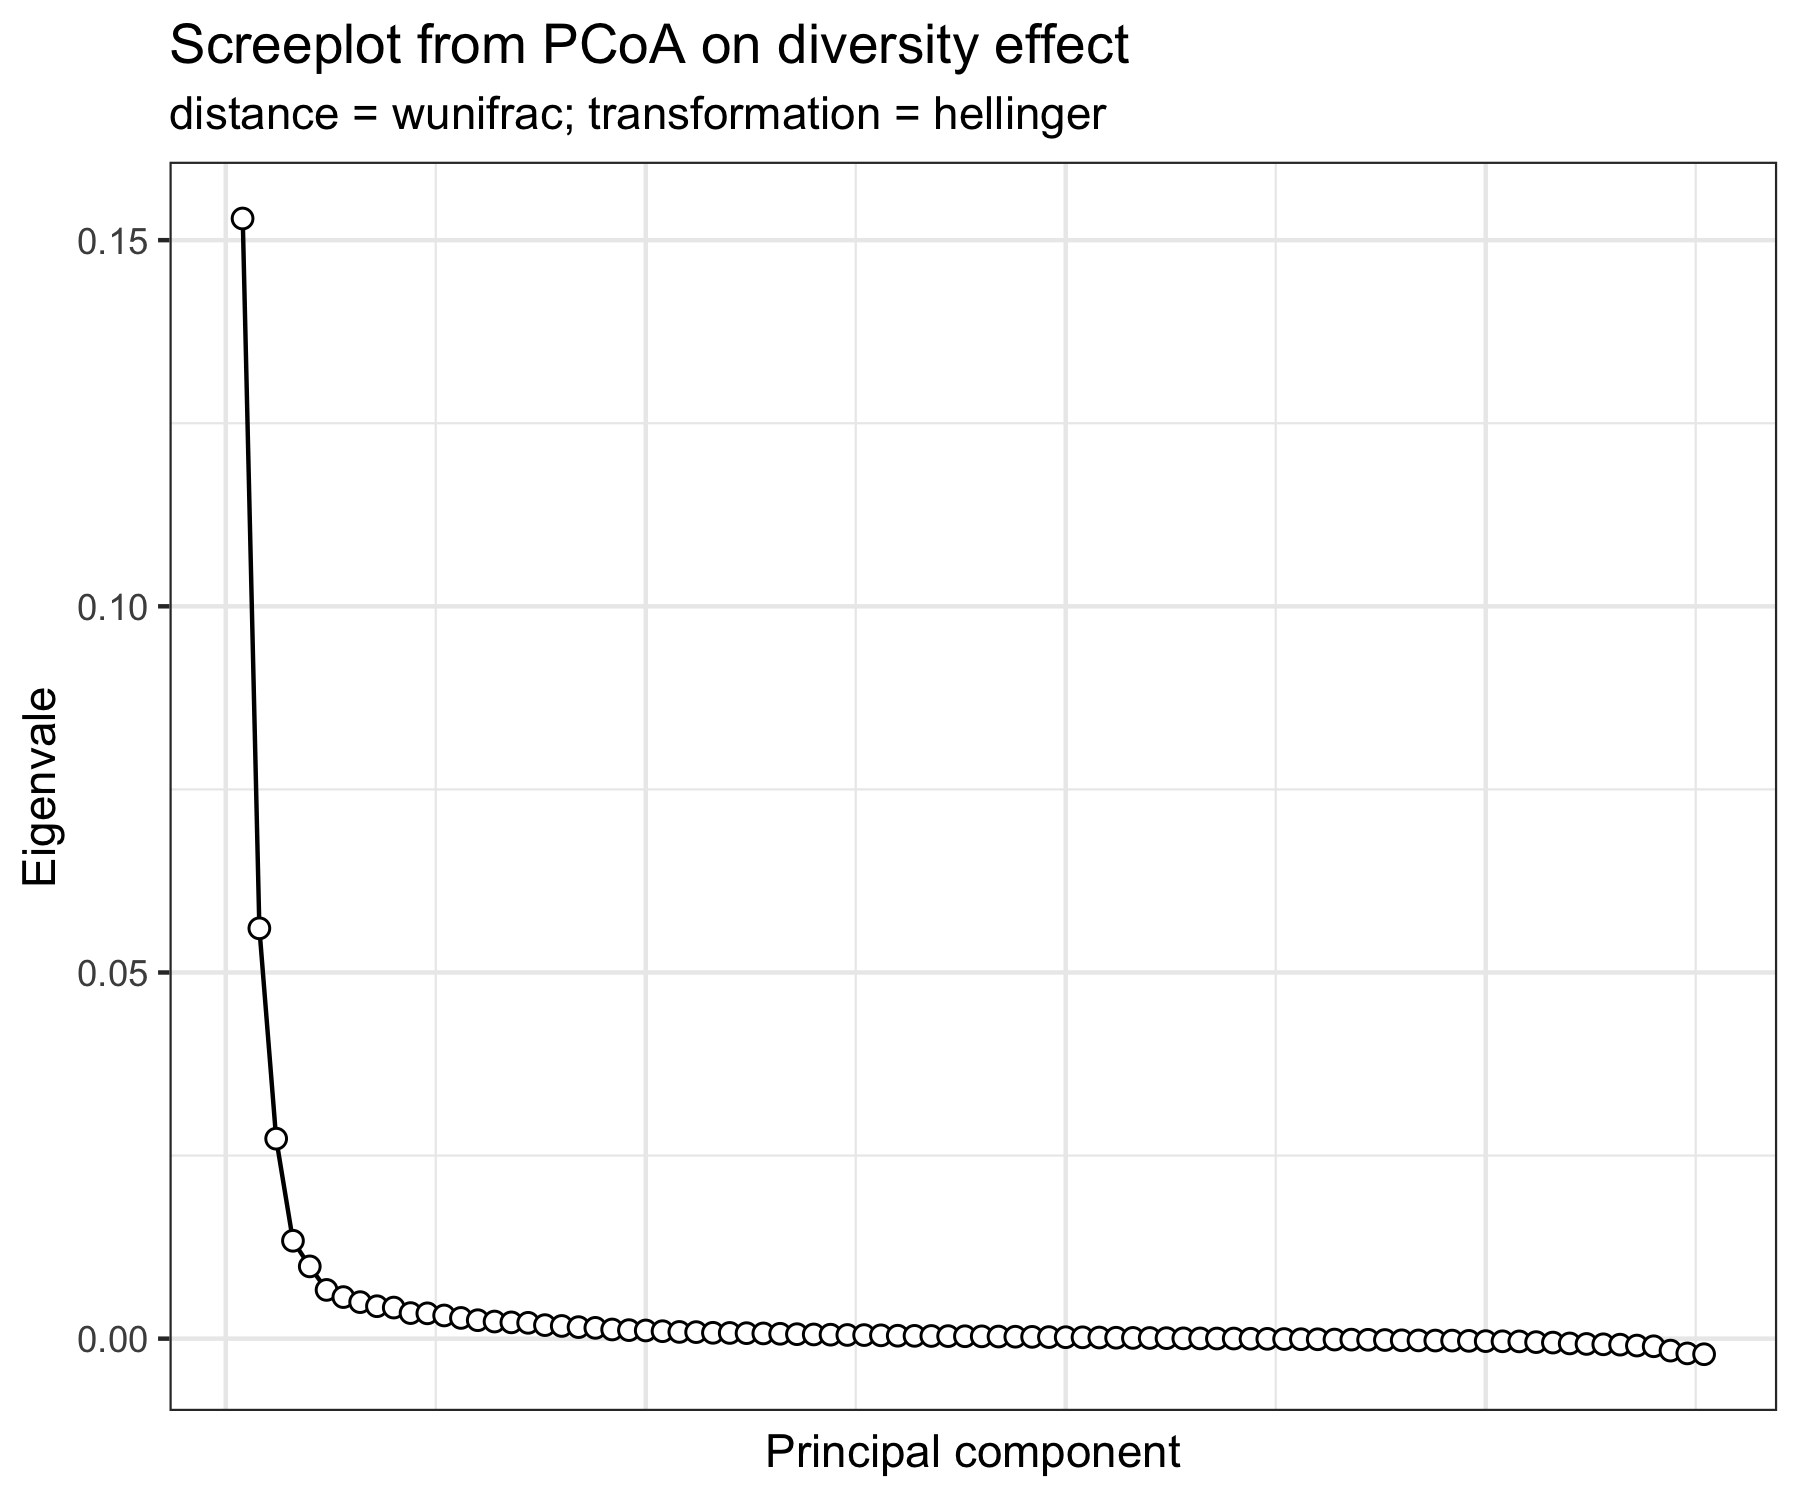 Screeplot from PCoA on diversity effect
distance = wunifrac; transformation = hellinger
0.15
0.10
0.05
0.00
Eigenvale
Principal component